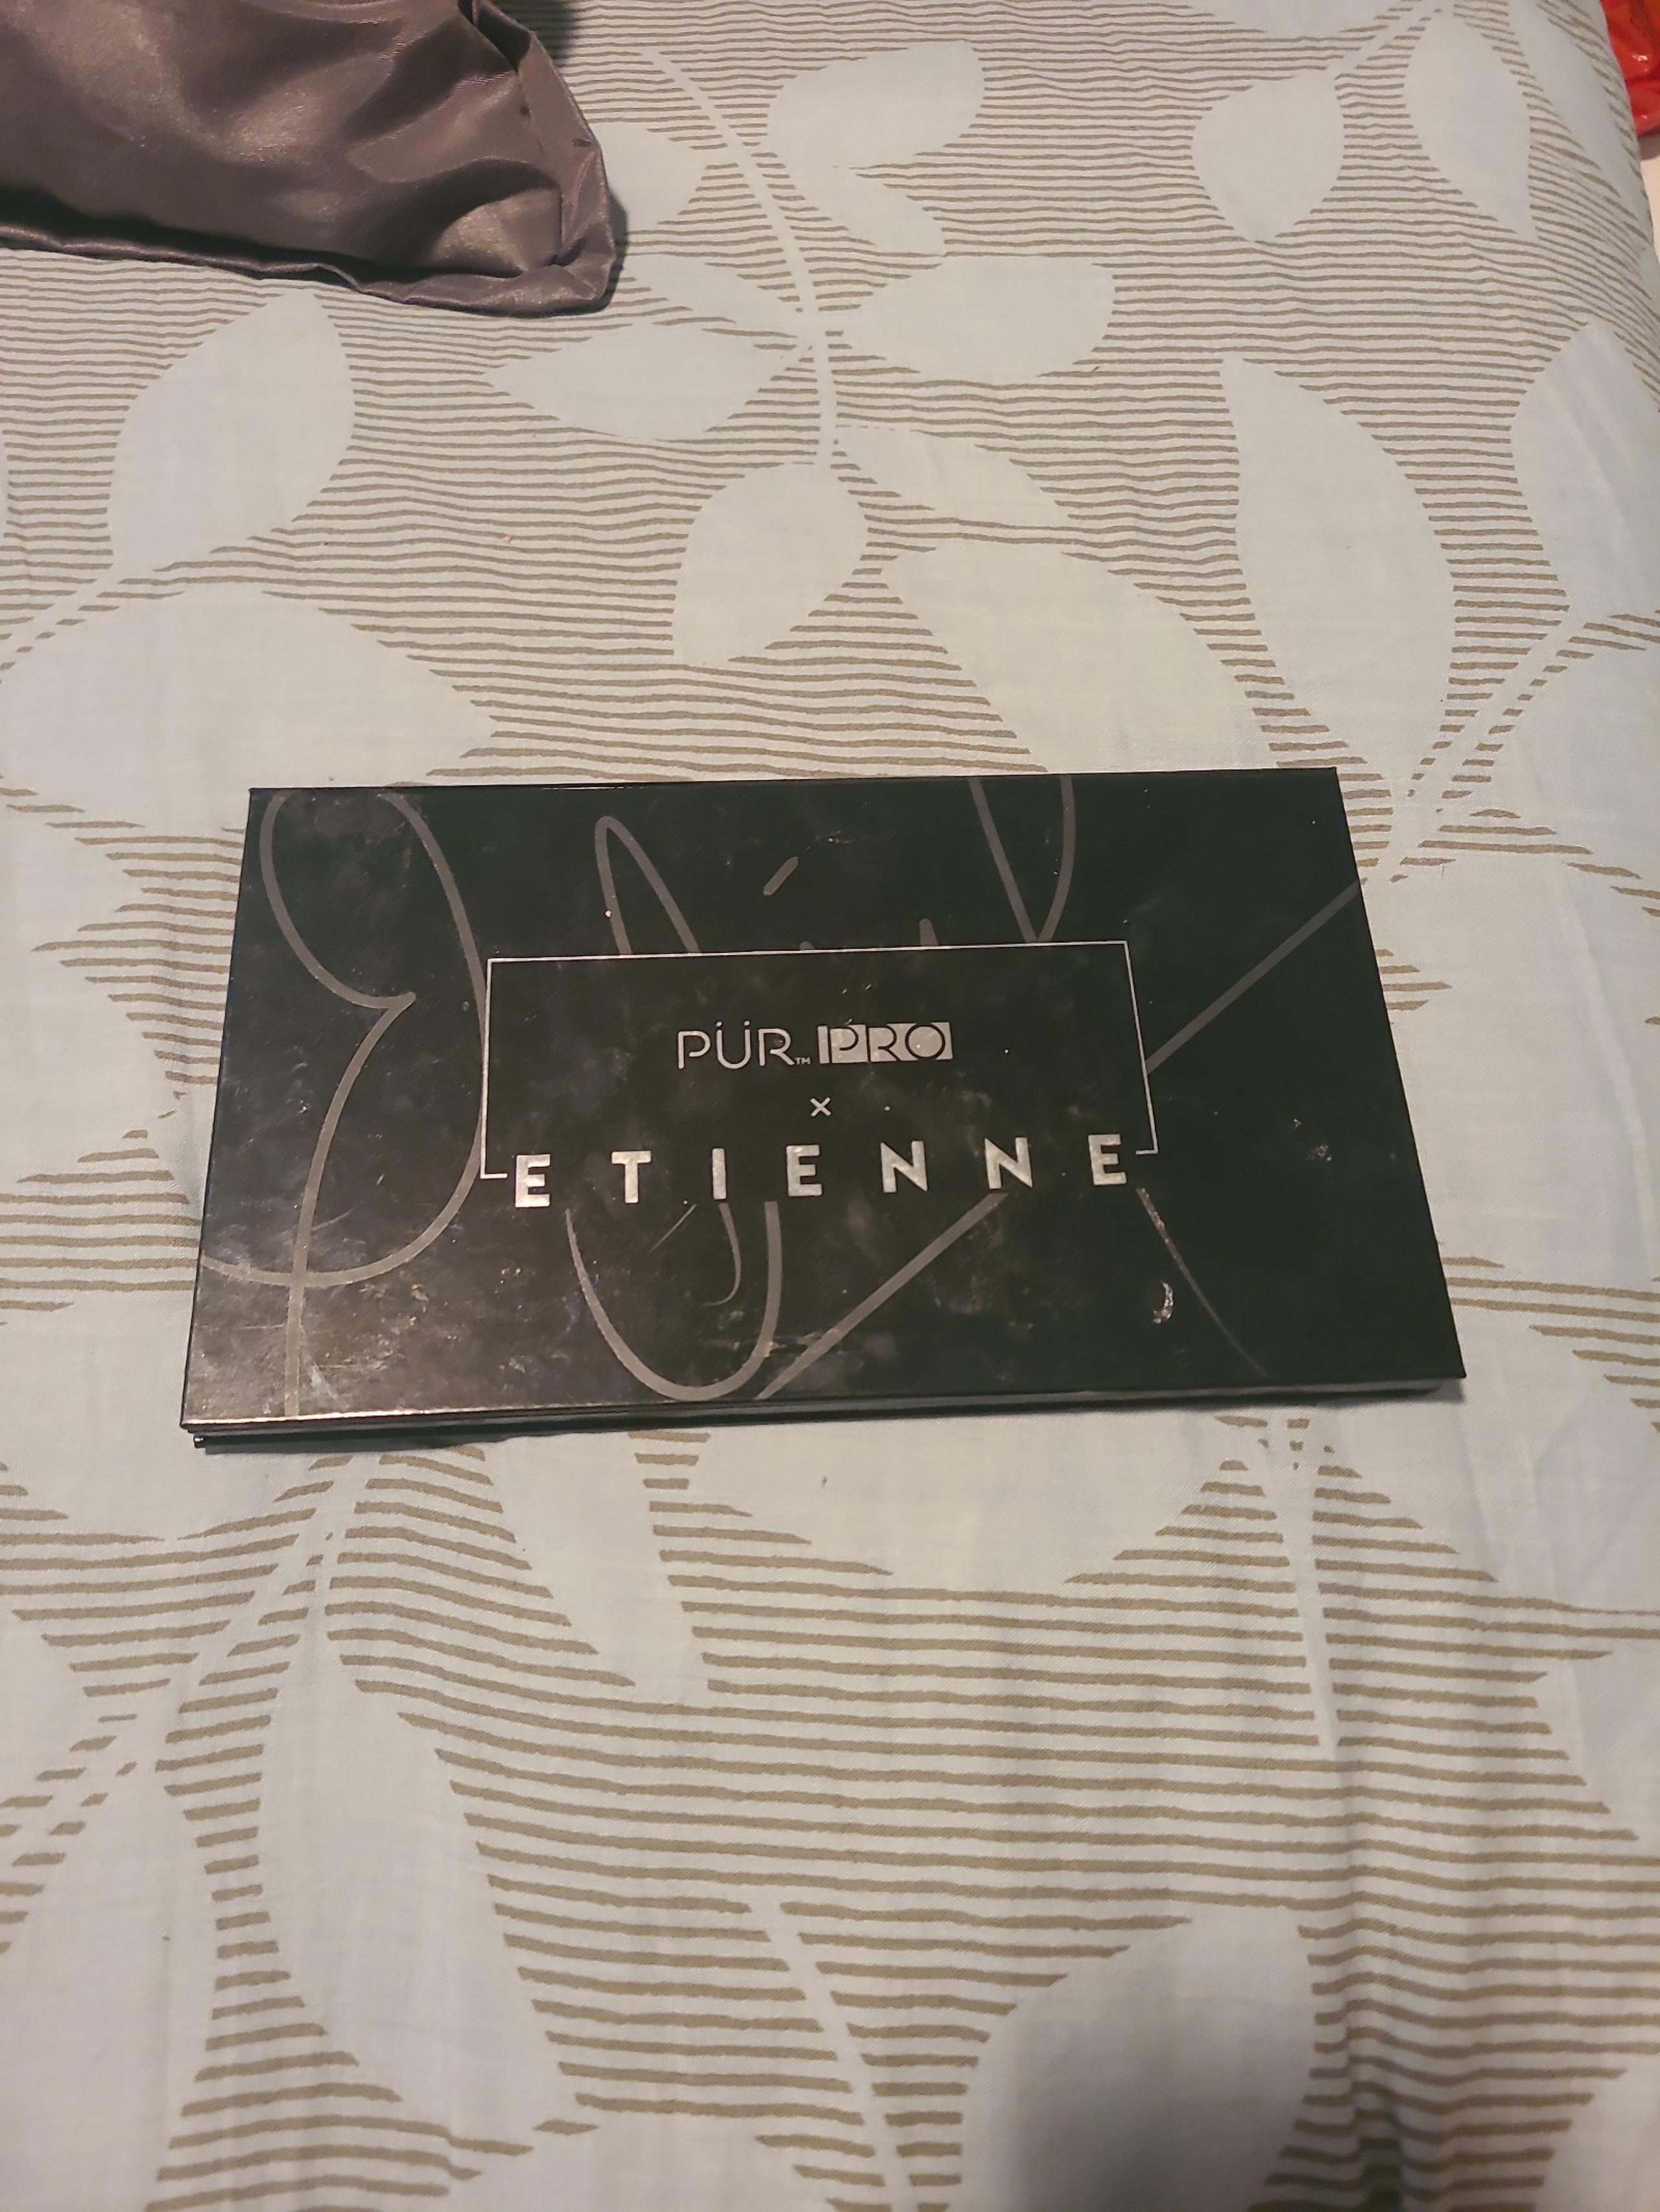 PÜR™ PRO
×
ETIENNE